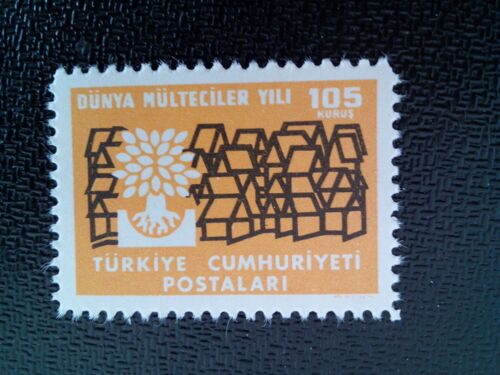 DÜNYA MÜLTECİLER YILI 105
KURUŞ
TÜRKİYE CUMHURİYETİ
POSTALARI